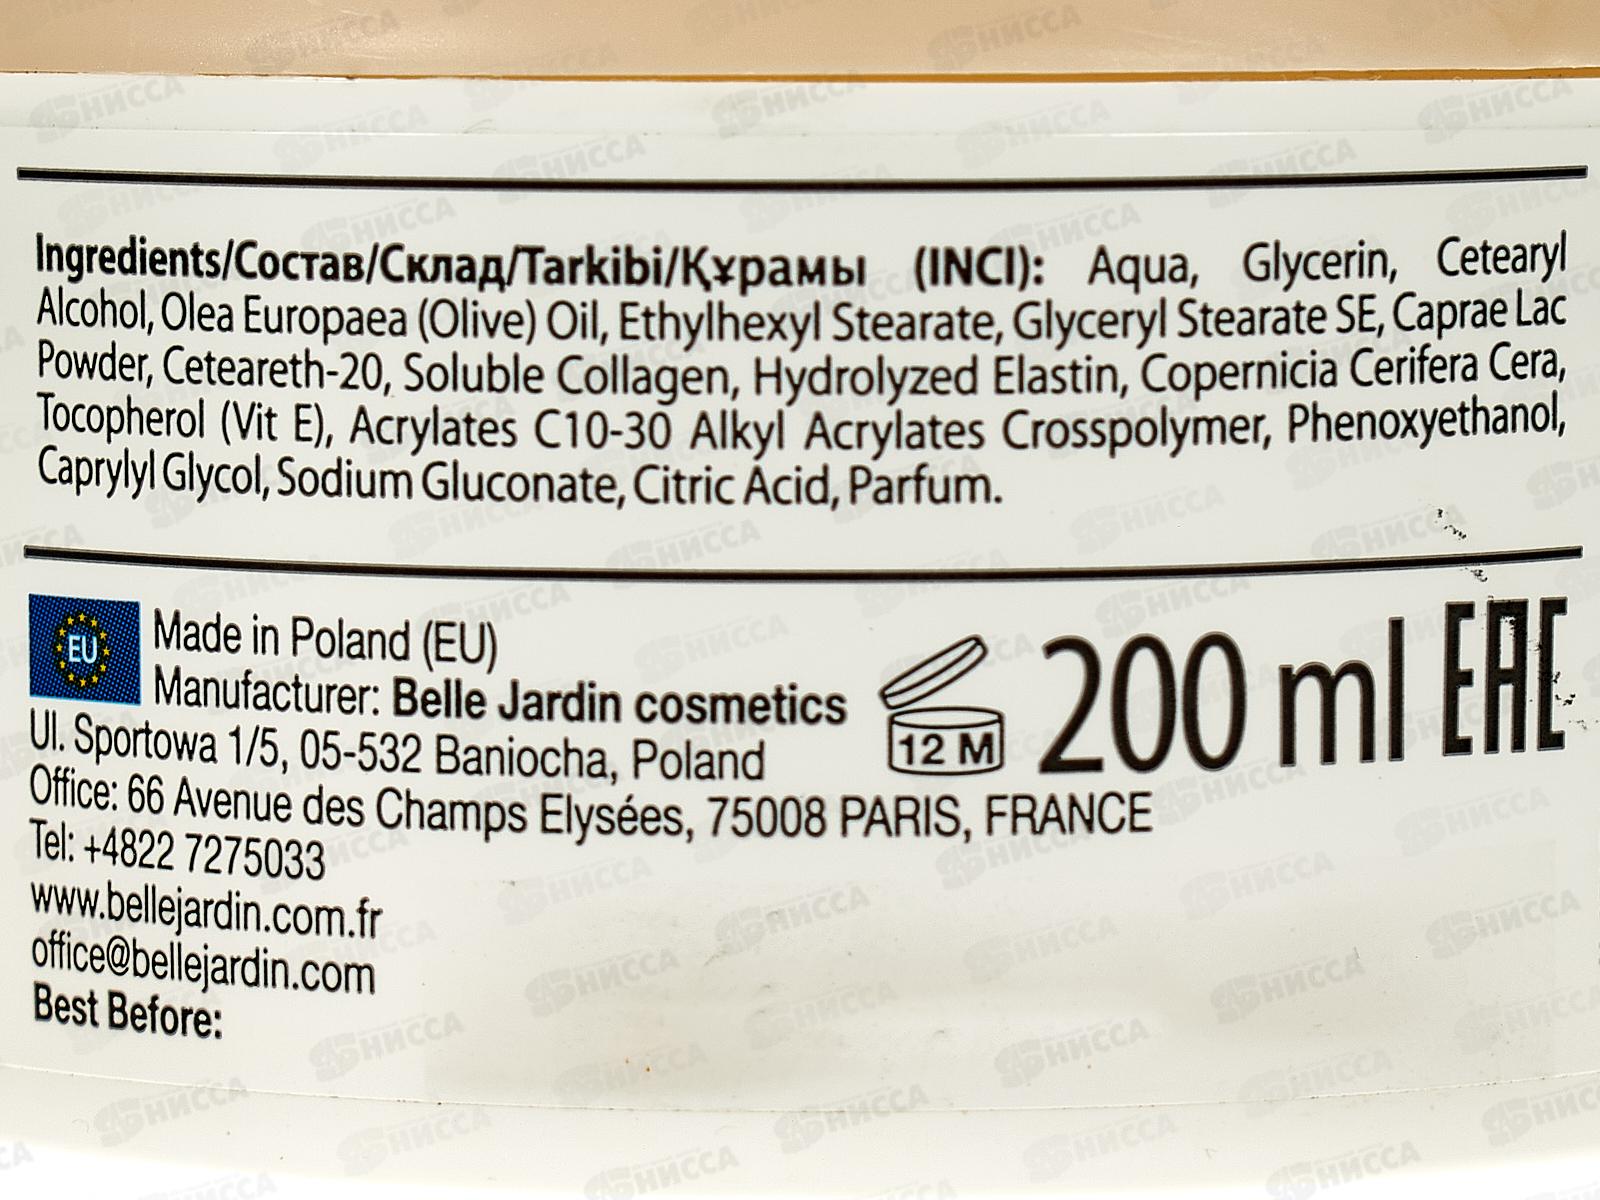 Ingredients/Состав/Склад/Tarkibi/Құрамы (INCI): Aqua, Glycerin, Cetearyl
Alcohol, Olea Europaea (Olive) Oil, Ethylhexyl Stearate, Glyceryl Stearate SE, Caprae Lac
Powder, Ceteareth-20, Soluble Collagen, Hydrolyzed Elastin, Copernicia Cerifera Cera,
Tocopherol (Vit E), Acrylates C10-30 Alkyl Acrylates Crosspolymer, Phenoxyethanol,
Caprylyl Glycol, Sodium Gluconate, Citric Acid, Parfum.
EU
Made in Poland (EU)
Manufacturer: Belle Jardin cosmetics
Ul. Sportowa 1/5, 05-532 Baniocha, Poland
Office: 66 Avenue des Champs Elysées, 75008 PARIS, FRANCE
Tel: +4822 7275033
www.bellejardin.com.fr
office@bellejardin.com
Best Before:
12 M
200 ml
EAC
НИССА